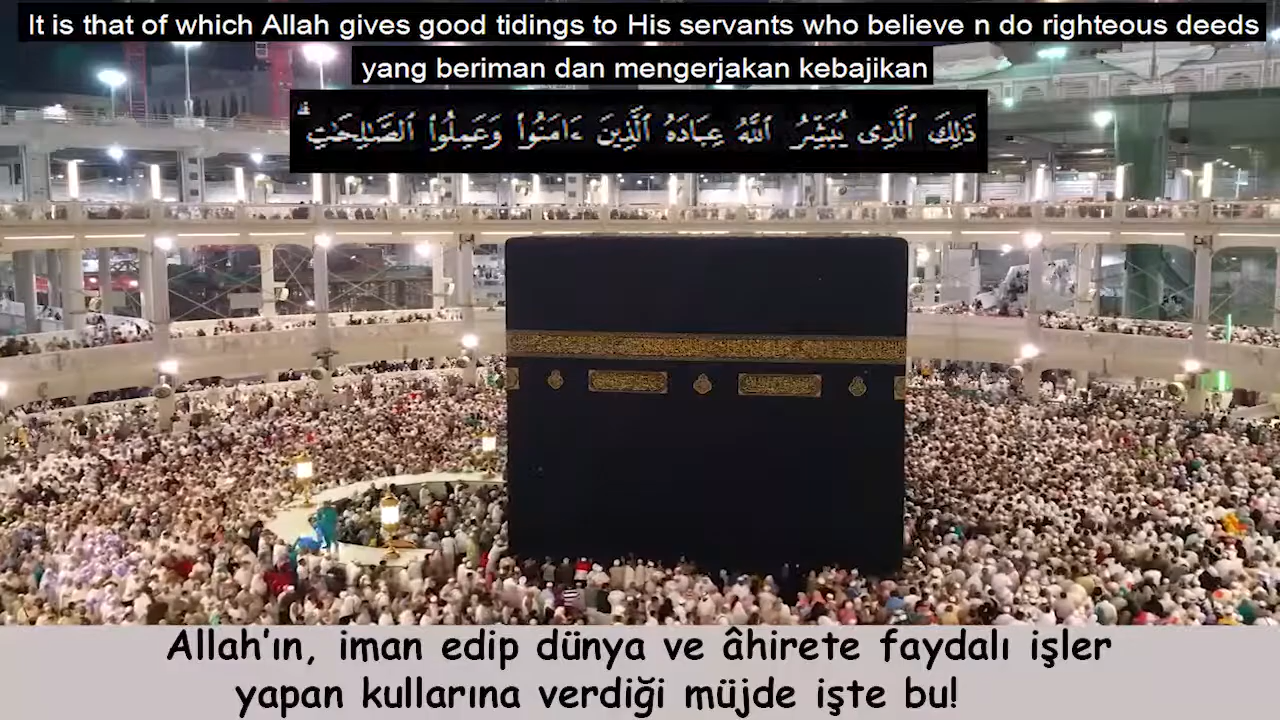 It is that of which Allah gives good tidings to His servants who believe n do righteous deeds
yang beriman dan mengerjakan kebajikan
ذَٰلِكَ ٱلَّذِى يُبَشِّرُ ٱللَّهُ عِبَادَهُ ٱلَّذِينَ ءَامَنُوا۟ وَعَمِلُوا۟ ٱلصَّـٰلِحَـٰتِ ۗ
Allah’ın, iman edip dünya ve âhirete faydalı işler
yapan kullarına verdiği müjde işte bu!